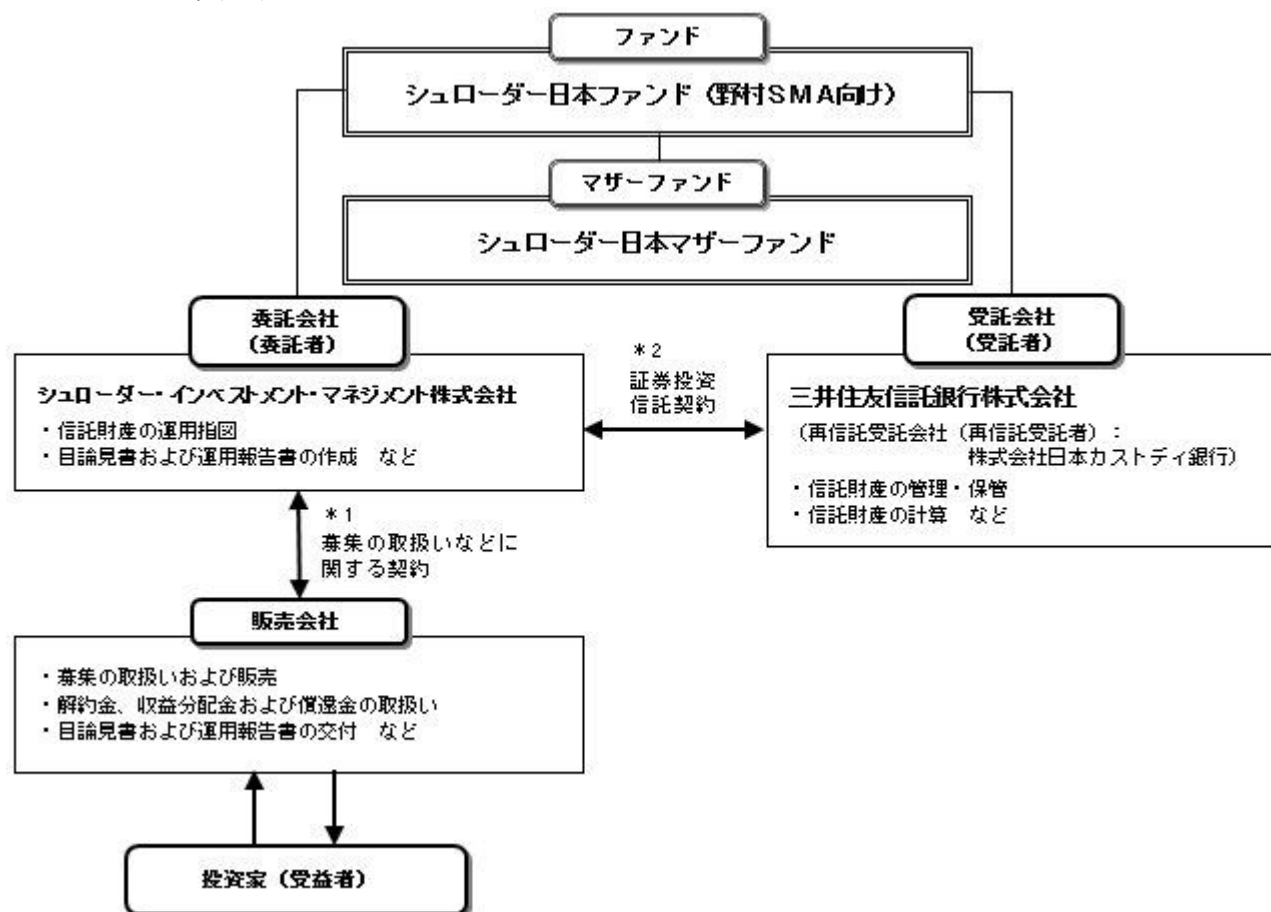 ファンド
シュローダー日本ファンド（野村SMA向け）
マザーファンド
シュローダー日本マザーファンド
委託会社
（委託者）
シュローダー・インベストメント・マネジメント株式会社
・信託財産の運用指図
・目論見書および運用報告書の作成　など
＊2
証券投資
信託契約
受託会社
（受託者）
三井住友信託銀行株式会社
（再信託受託会社（再信託受託者）：
株式会社日本カストディ銀行）
・信託財産の管理・保管
・信託財産の計算　など
＊1
募集の取扱いなどに
関する契約
販売会社
・募集の取扱いおよび販売
・解約金、収益分配金および償還金の取扱い
・目論見書および運用報告書の交付　など
投資家（受益者）